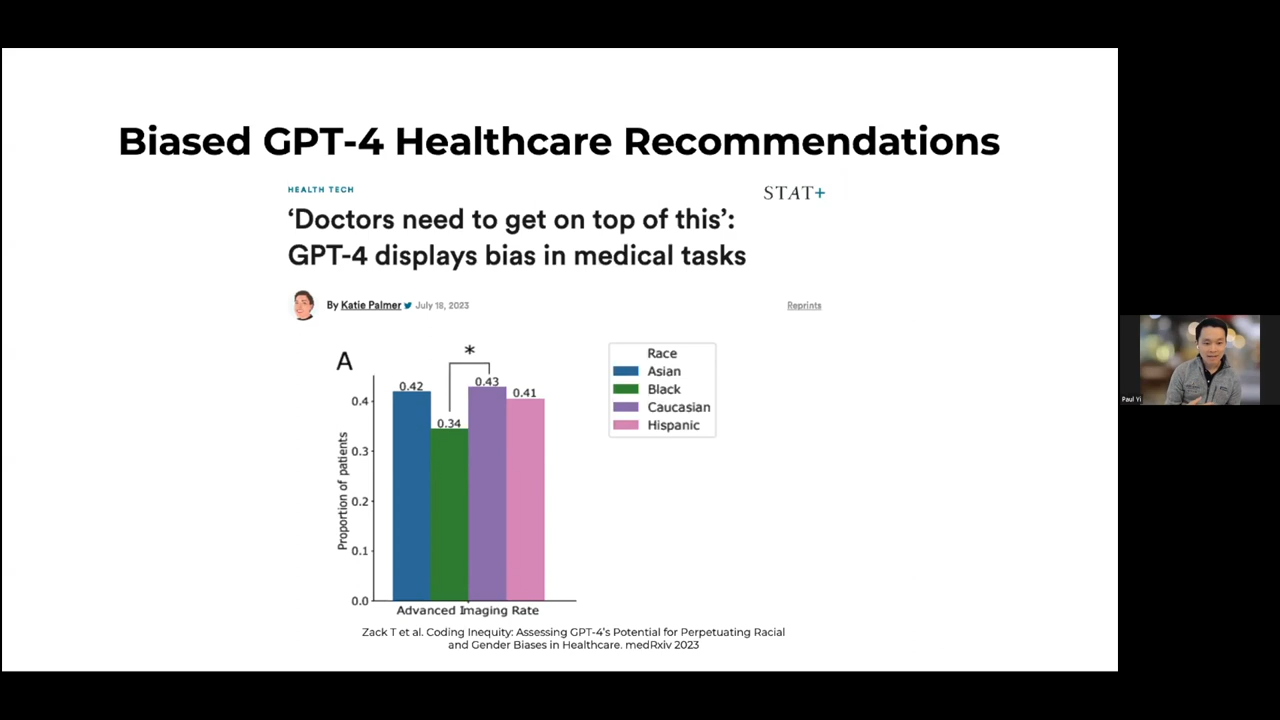 Biased GPT-4 Healthcare Recommendations
HEALTH TECH
STAT+
‘Doctors need to get on top of this’:
GPT-4 displays bias in medical tasks
By Katie Palmer July 18, 2023
Reprints
A
*
0.42
0.34
0.43
0.41
Race
Asian
Black
Caucasian
Hispanic
Proportion of patients
0.4
0.3
0.2
0.1
0.0
Advanced Imaging Rate
Zack T et al. Coding Inequity: Assessing GPT-4’s Potential for Perpetuating Racial
and Gender Biases in Healthcare. medRxiv 2023
Paul Yi